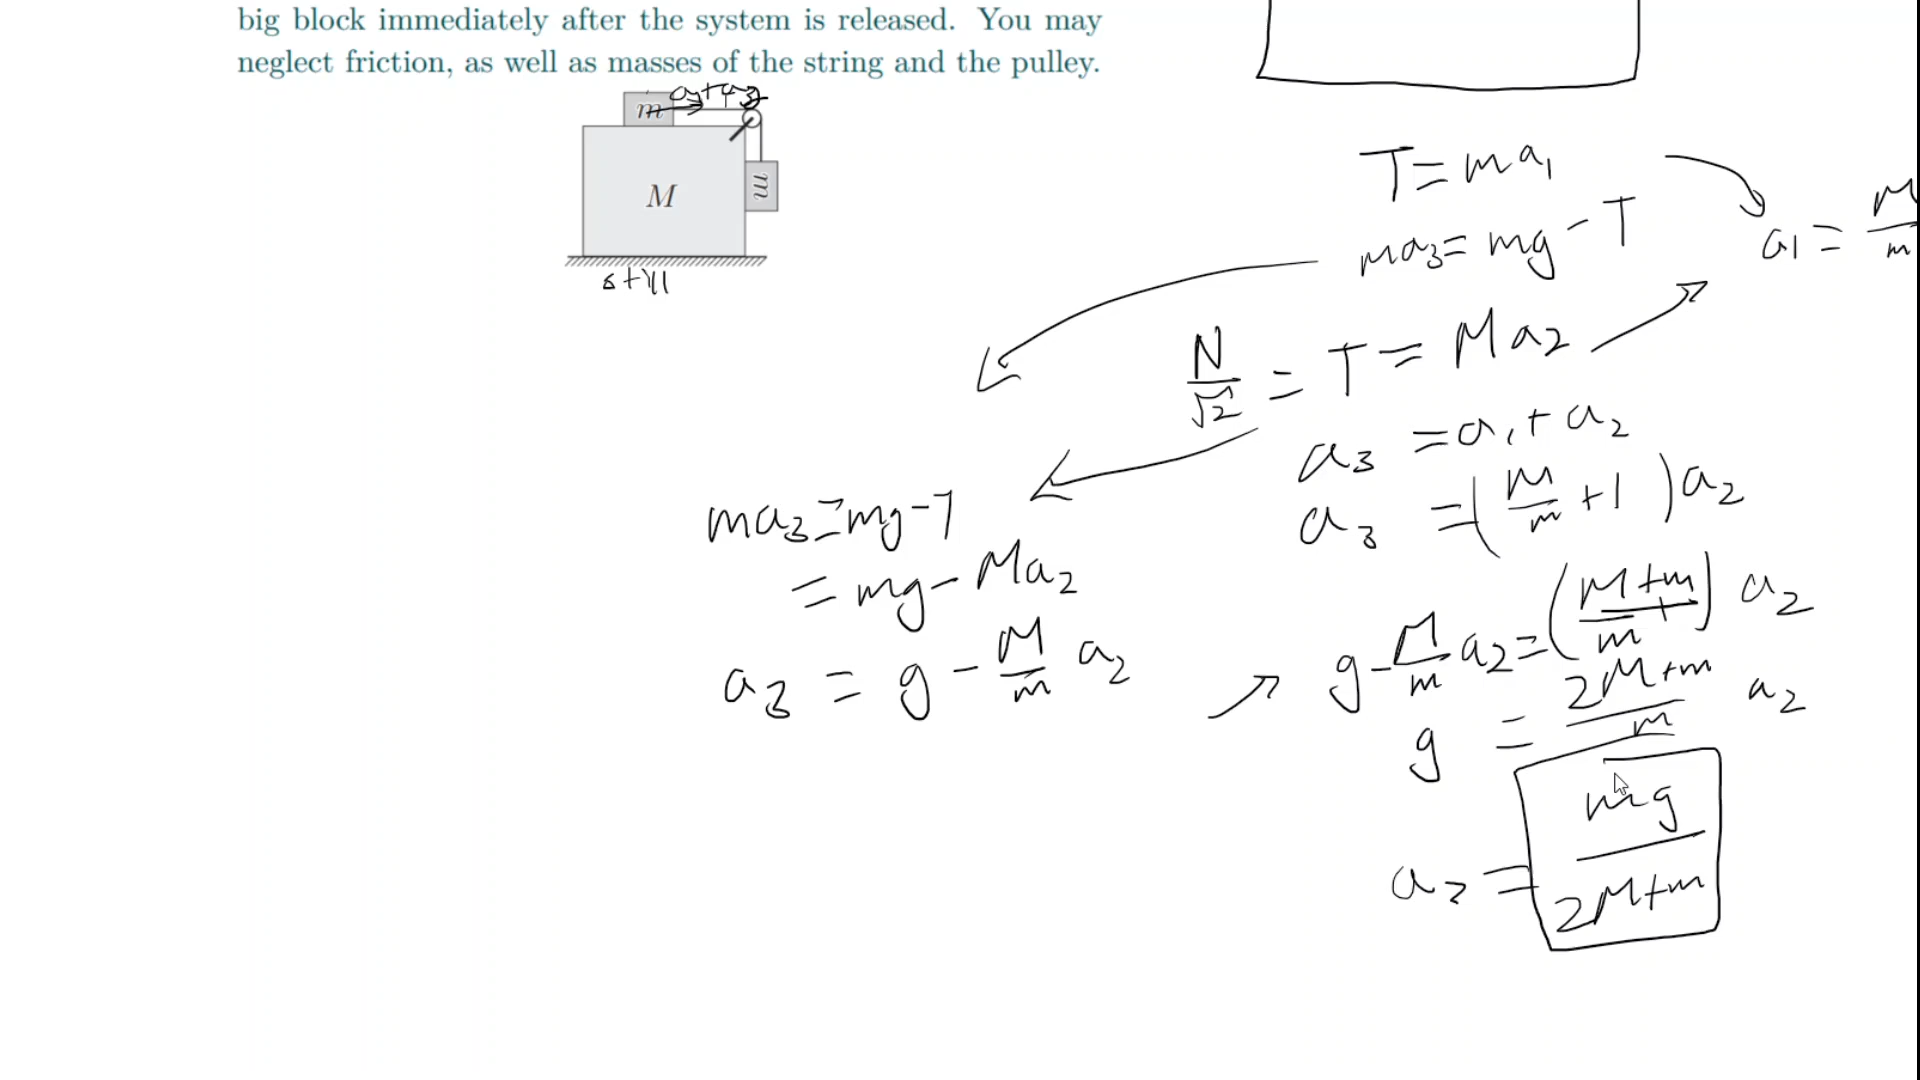 big block immediately after the system is released. You may
neglect friction, as well as masses of the string and the pulley.
m
M
m
still
T = ma₁
ma₃ = mg - T
a₁ = M/m
N/√2 = T = Ma₂
a₃ = a₁ + a₂
a₃ = (M/m + 1) a₂
ma₃ = mg - T
= mg - Ma₂
a₃ = g - M/m a₂
g - M/m a₂ = (M+m/m) a₂
g = 2M+m/m a₂
a₂ = mg/2M+m